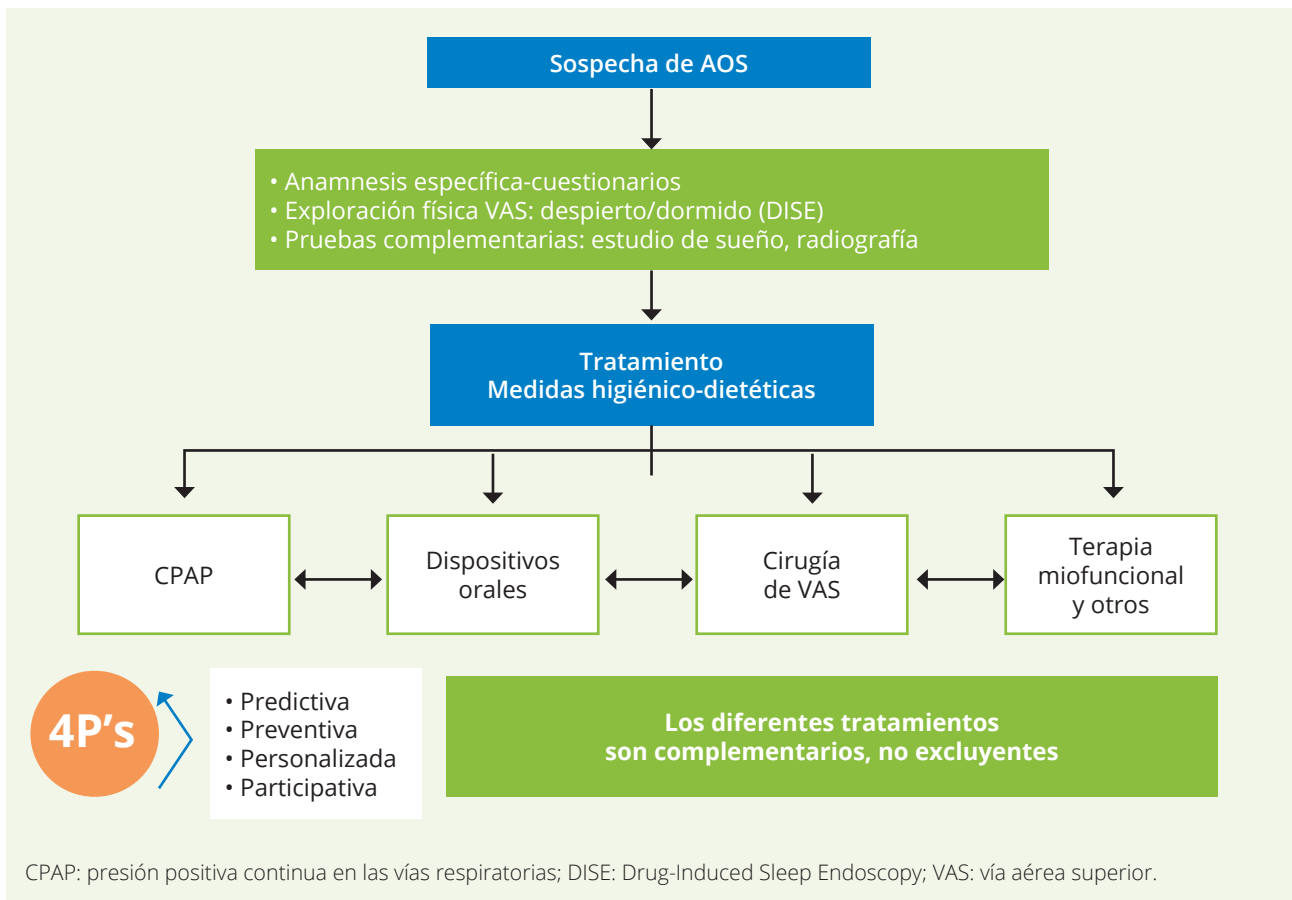 Sospecha de AOS
• Anamnesis específica-cuestionarios
• Exploración física VAS: despierto/dormido (DISE)
• Pruebas complementarias: estudio de sueño, radiografía
Tratamiento
Medidas higiénico-dietéticas
CPAP
Dispositivos
orales
Cirugía
de VAS
Terapia
miofuncional
y otros
4P's
• Predictiva
• Preventiva
• Personalizada
• Participativa
Los diferentes tratamientos
son complementarios, no excluyentes
CPAP: presión positiva continua en las vías respiratorias; DISE: Drug-Induced Sleep Endoscopy; VAS: vía aérea superior.